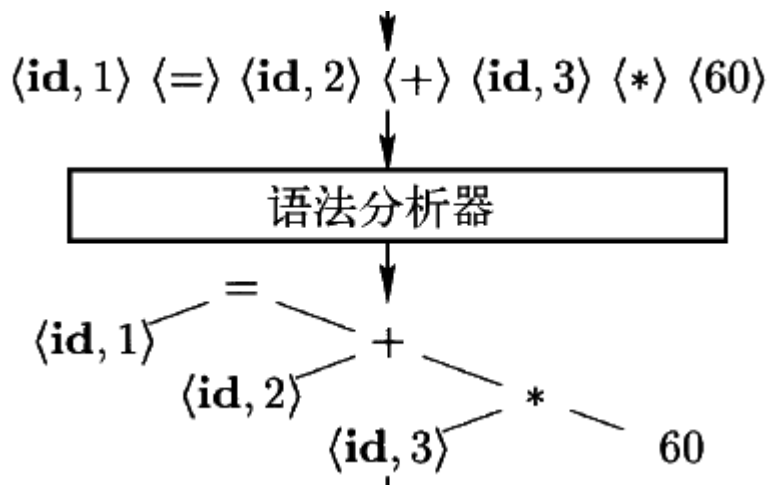 ⟨id, 1⟩ ⟨=⟩ ⟨id, 2⟩ ⟨+⟩ ⟨id, 3⟩ ⟨*⟩ ⟨60⟩
语法分析器
=
⟨id, 1⟩ +
⟨id, 2⟩ *
⟨id, 3⟩ 60